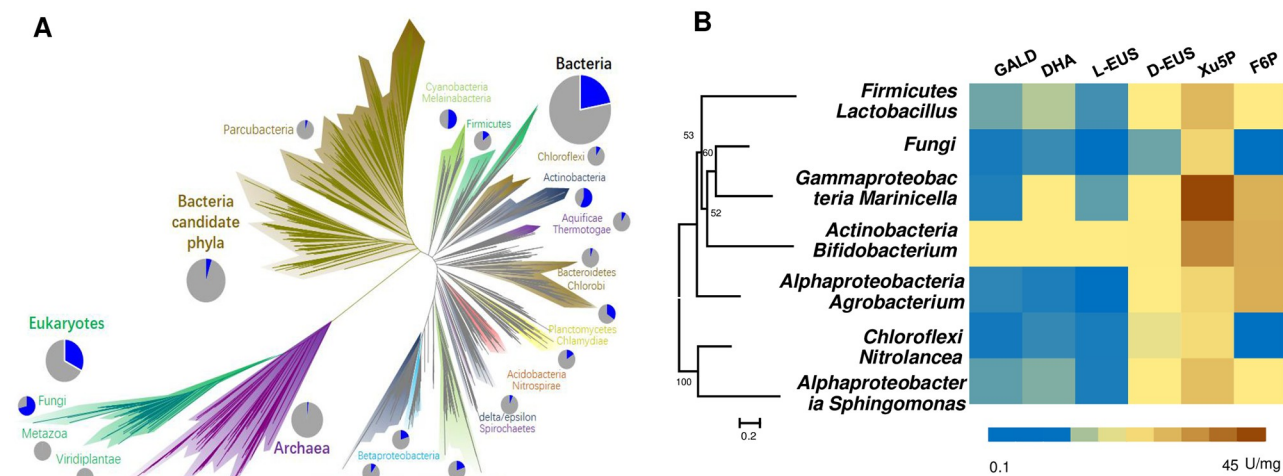 A
Bacteria
Cyanobacteria
Melainabacteria
Parcubacteria
Firmicutes
Chloroflexi
Actinobacteria
Bacteria
candidate
phyla
Aquificae
Thermotogae
Bacteroidetes
Chlorobi
Eukaryotes
Planctomycetes
Chlamydiae
Acidobacteria
Nitrospirae
Fungi
delta/epsilon
Spirochaetes
Metazoa
Archaea
Viridiplantae
Betaproteobacteria
B
GALD DHA L-EUS D-EUS Xu5P F6P
Firmicutes
Lactobacillus
Fungi
Gammaproteobac
teria Marinicella
Actinobacteria
Bifidobacterium
Alphaproteobacteria
Agrobacterium
Chloroflexi
Nitrolancea
Alphaproteobacter
ia Sphingomonas
53
60
52
100
0.2
0.1 45 U/mg